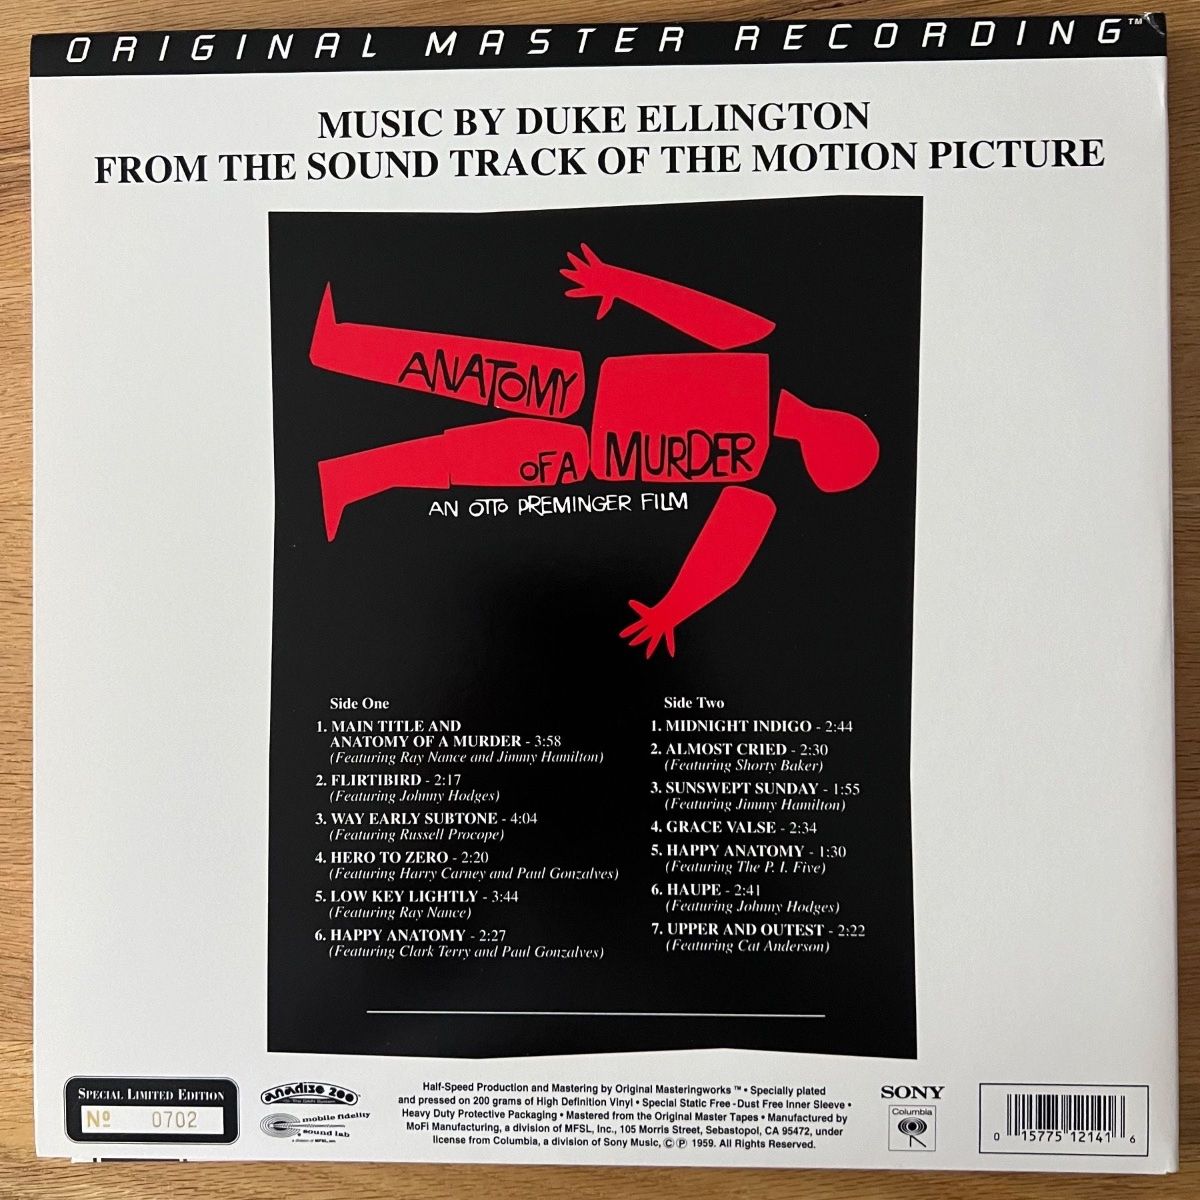 ORIGINAL MASTER RECORDING™
MUSIC BY DUKE ELLINGTON
FROM THE SOUND TRACK OF THE MOTION PICTURE
ANATOMY
OF A MURDER
AN OTTO PREMINGER FILM
Side One
1. MAIN TITLE AND
ANATOMY OF A MURDER - 3:58
(Featuring Ray Nance and Jimmy Hamilton)
2. FLIRTIBIRD - 2:17
(Featuring Johnny Hodges)
3. WAY EARLY SUBTONE - 4:04
(Featuring Russell Procope)
4. HERO TO ZERO - 2:20
(Featuring Harry Carney and Paul Gonzalves)
5. LOW KEY LIGHTLY - 3:44
(Featuring Ray Nance)
6. HAPPY ANATOMY - 2:27
(Featuring Clark Terry and Paul Gonzalves)
Side Two
1. MIDNIGHT INDIGO - 2:44
2. ALMOST CRIED - 2:30
(Featuring Shorty Baker)
3. SUNSWEPT SUNDAY - 1:55
(Featuring Jimmy Hamilton)
4. GRACE VALSE - 2:34
5. HAPPY ANATOMY - 1:30
(Featuring The P. I. Five)
6. HAUPE - 2:41
(Featuring Johnny Hodges)
7. UPPER AND OUTEST - 2:22
(Featuring Cat Anderson)
SPECIAL LIMITED EDITION
Nº 0702
anadisq 200
mobile fidelity
sound lab
Half-Speed Production and Mastering by Original Masteringworks ™ • Specially plated
and pressed on 200 grams of High Definition Vinyl • Special Static Free - Dust Free Inner Sleeve •
Heavy Duty Protective Packaging • Mastered from the Original Master Tapes • Manufactured by
MoFi Manufacturing, a division of MFSL, Inc., 105 Morris Street, Sebastopol, CA 95472, under
license from Columbia, a division of Sony Music, © ℗ 1959. All Rights Reserved.
SONY
Columbia
0 15775 12141 6